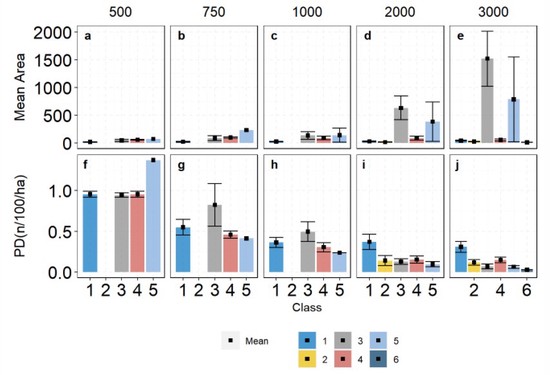 500 750 1000 2000 3000
Mean Area
2000
1500
1000
500
0
a b c d e
PD(n/100/ha)
1.0
0.5
0.0
f g h i j
1 2 3 4 5 1 2 3 4 5 1 2 3 4 5 1 2 3 4 5 2 4 6
Class
Mean 1 3 5
2 4 6